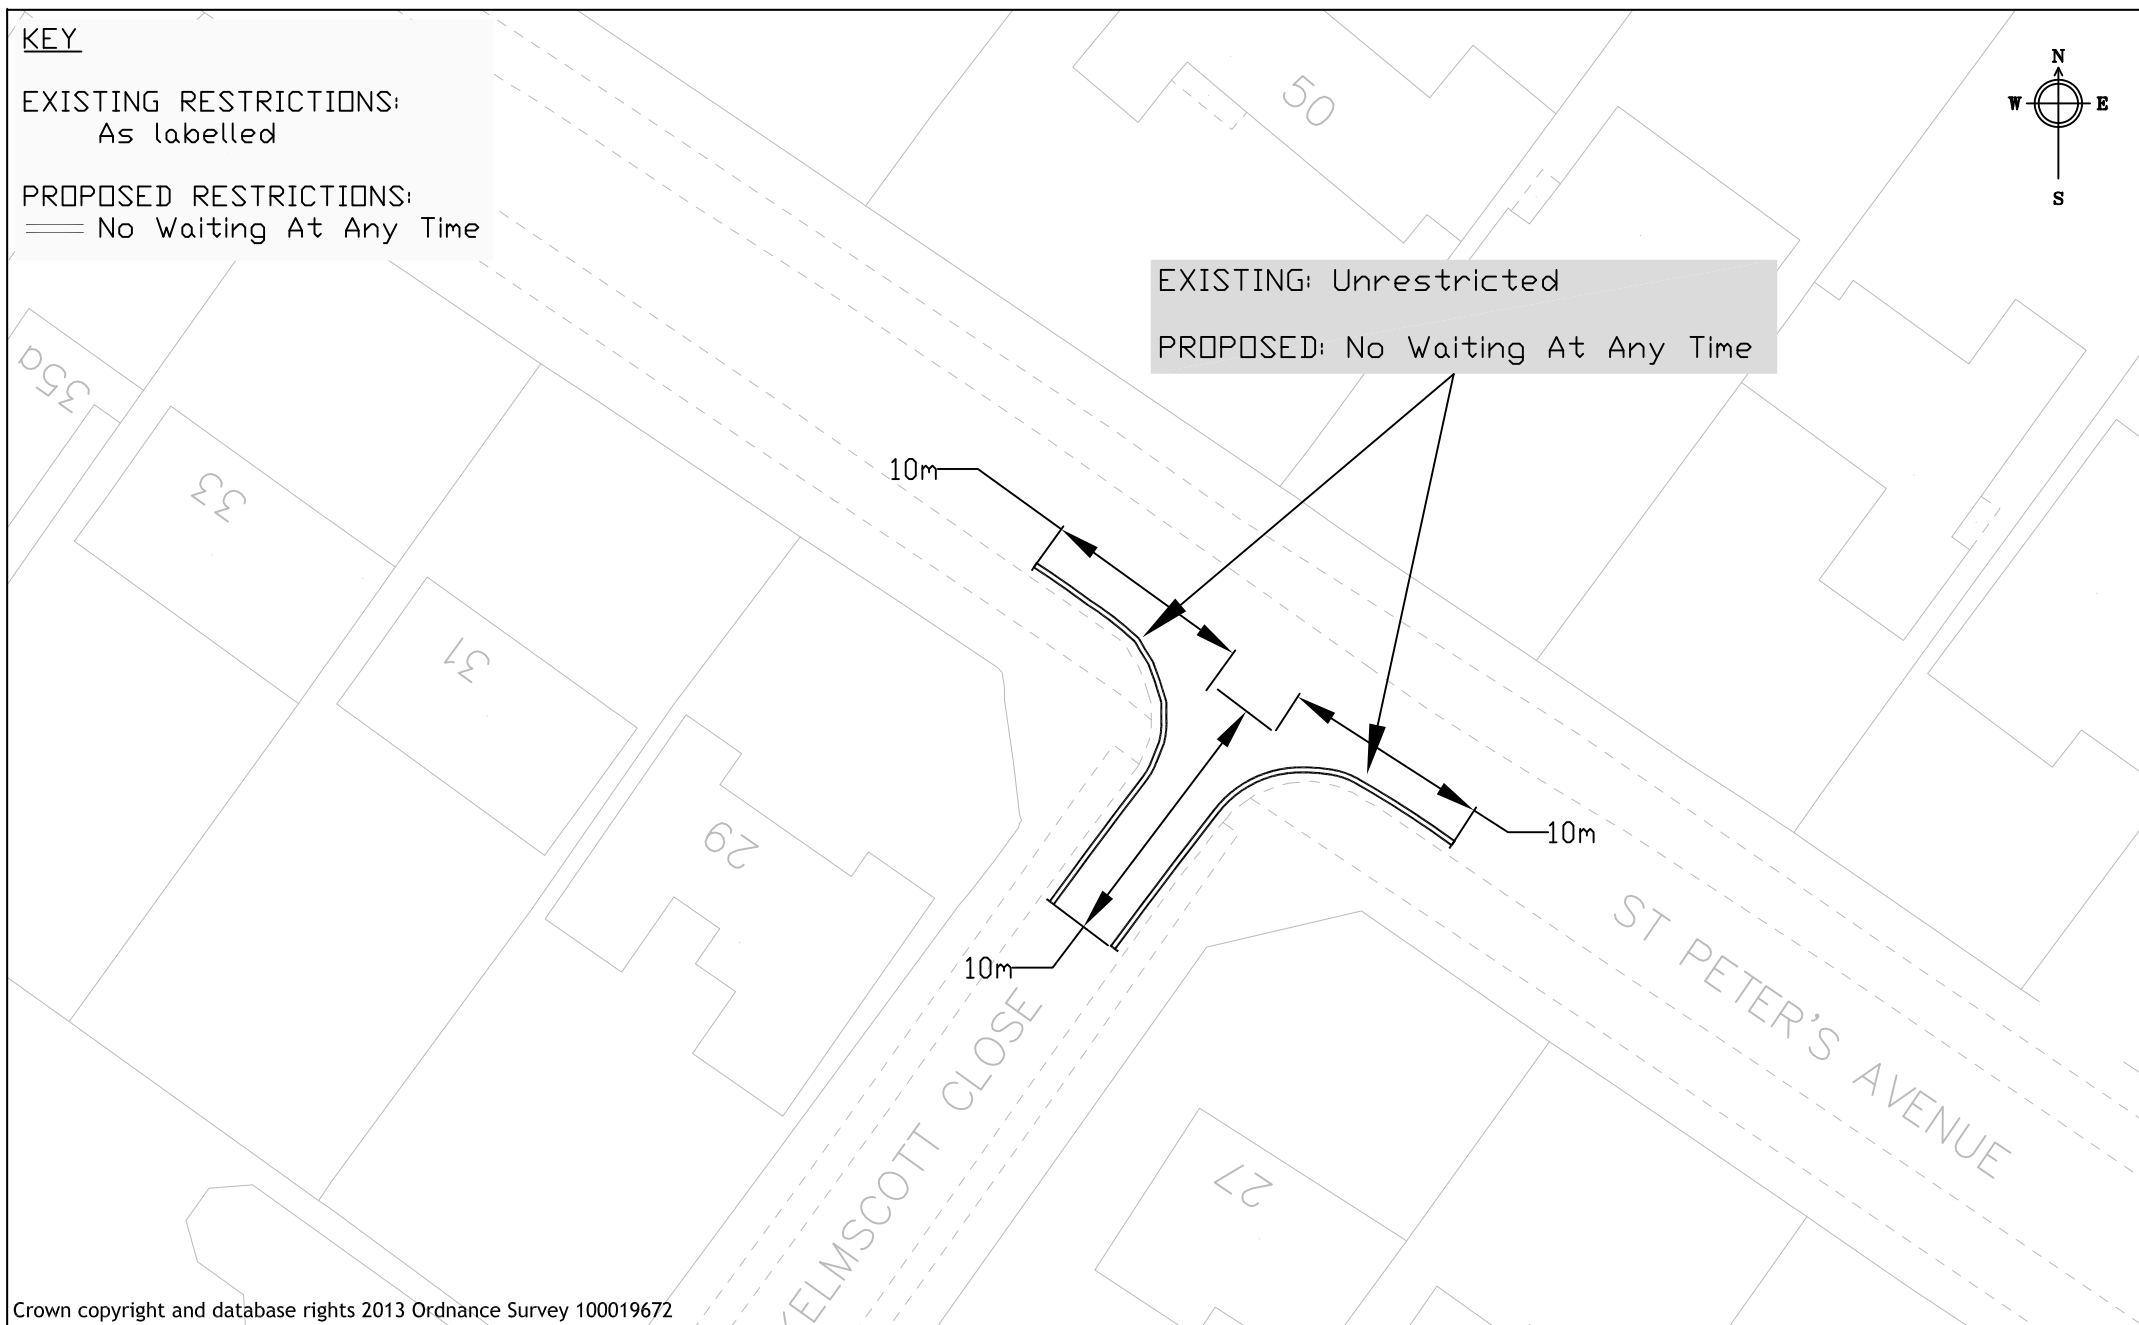 KEY
EXISTING RESTRICTIONS:
As labelled
PROPOSED RESTRICTIONS:
No Waiting At Any Time
N
W E
S
50
EXISTING: Unrestricted
PROPOSED: No Waiting At Any Time
35a
33
31
29
27
10m
10m
10m
ST PETER'S AVENUE
KELMSCOTT CLOSE
Crown copyright and database rights 2013 Ordnance Survey 100019672